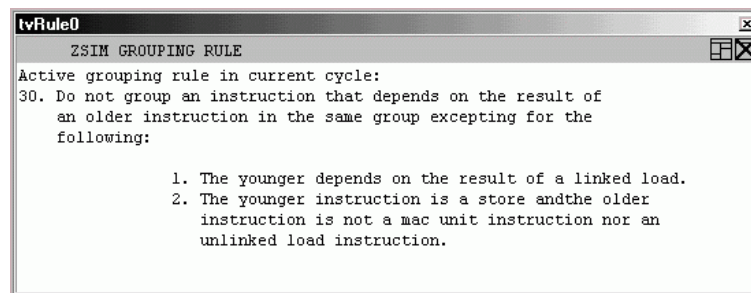 tvRule0
ZSIM GROUPING RULE
Active grouping rule in current cycle:
30. Do not group an instruction that depends on the result of
an older instruction in the same group excepting for the
following:
1. The younger depends on the result of a linked load.
2. The younger instruction is a store andthe older
instruction is not a mac unit instruction nor an
unlinked load instruction.